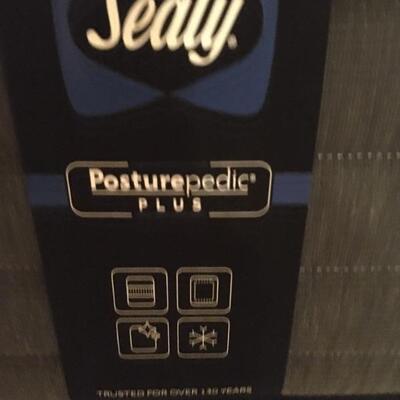 Sealy
Posturepedic®
PLUS
TRUSTED FOR OVER 130 YEARS